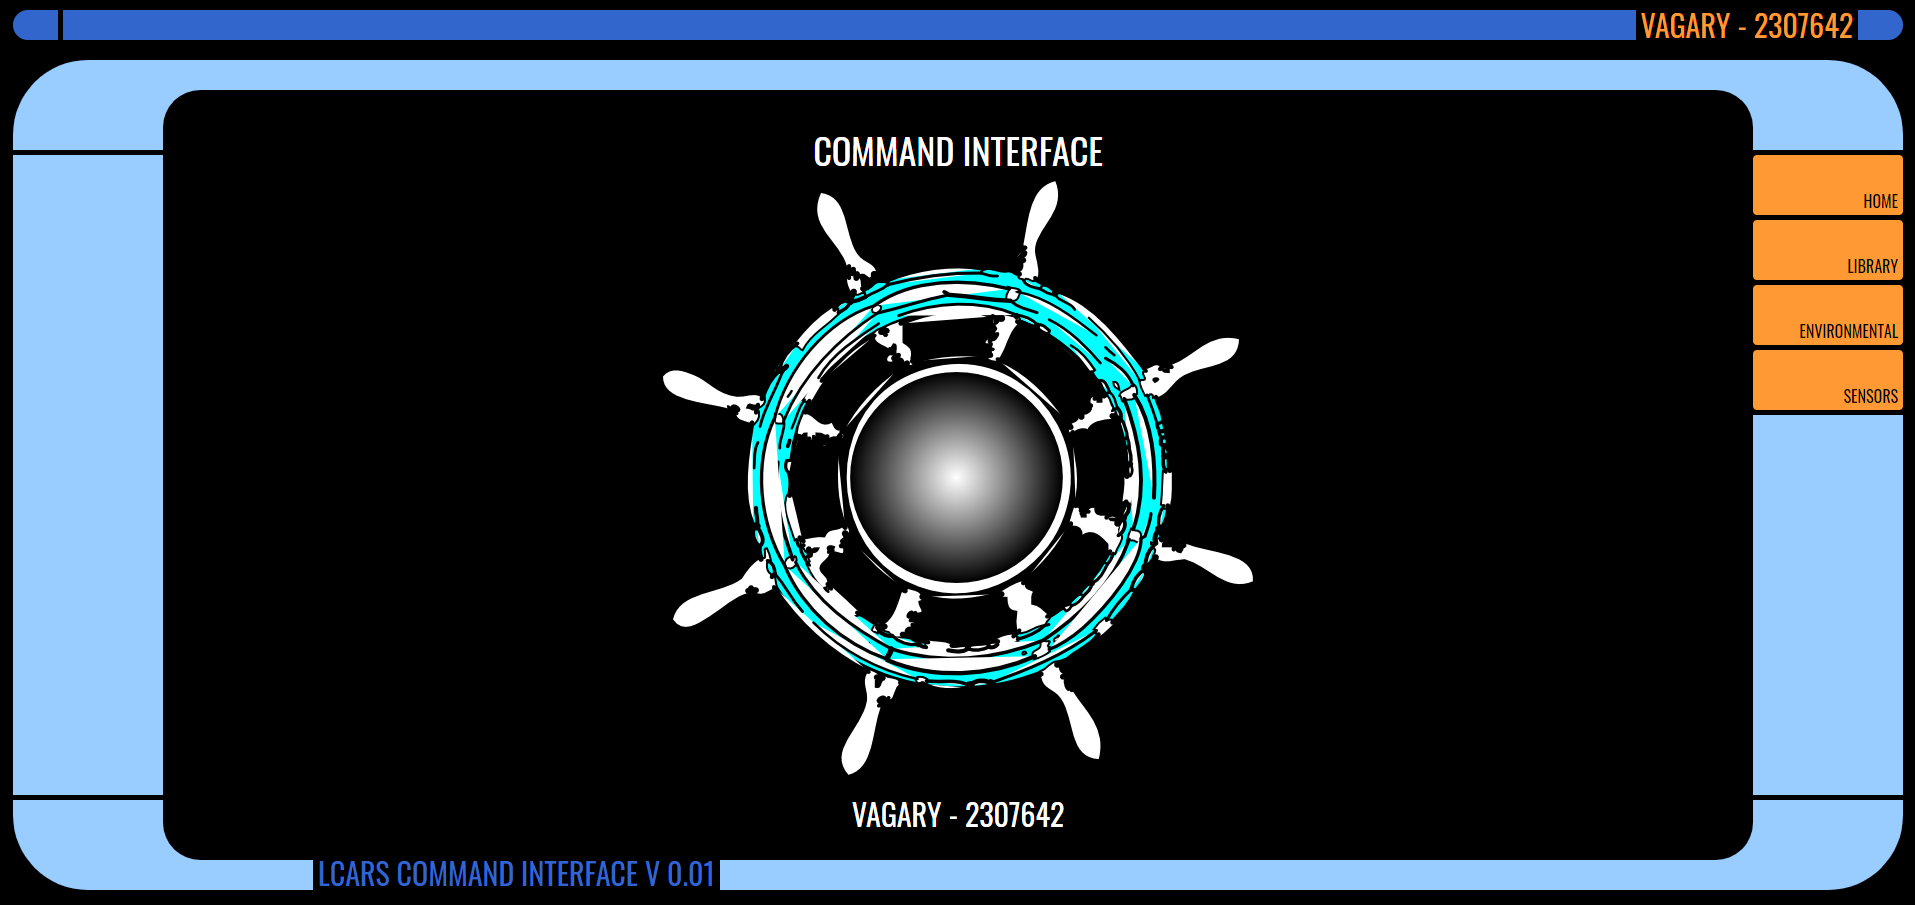 VAGARY - 2307642
COMMAND INTERFACE
HOME
LIBRARY
ENVIRONMENTAL
SENSORS
VAGARY - 2307642
LCARS COMMAND INTERFACE V 0.01